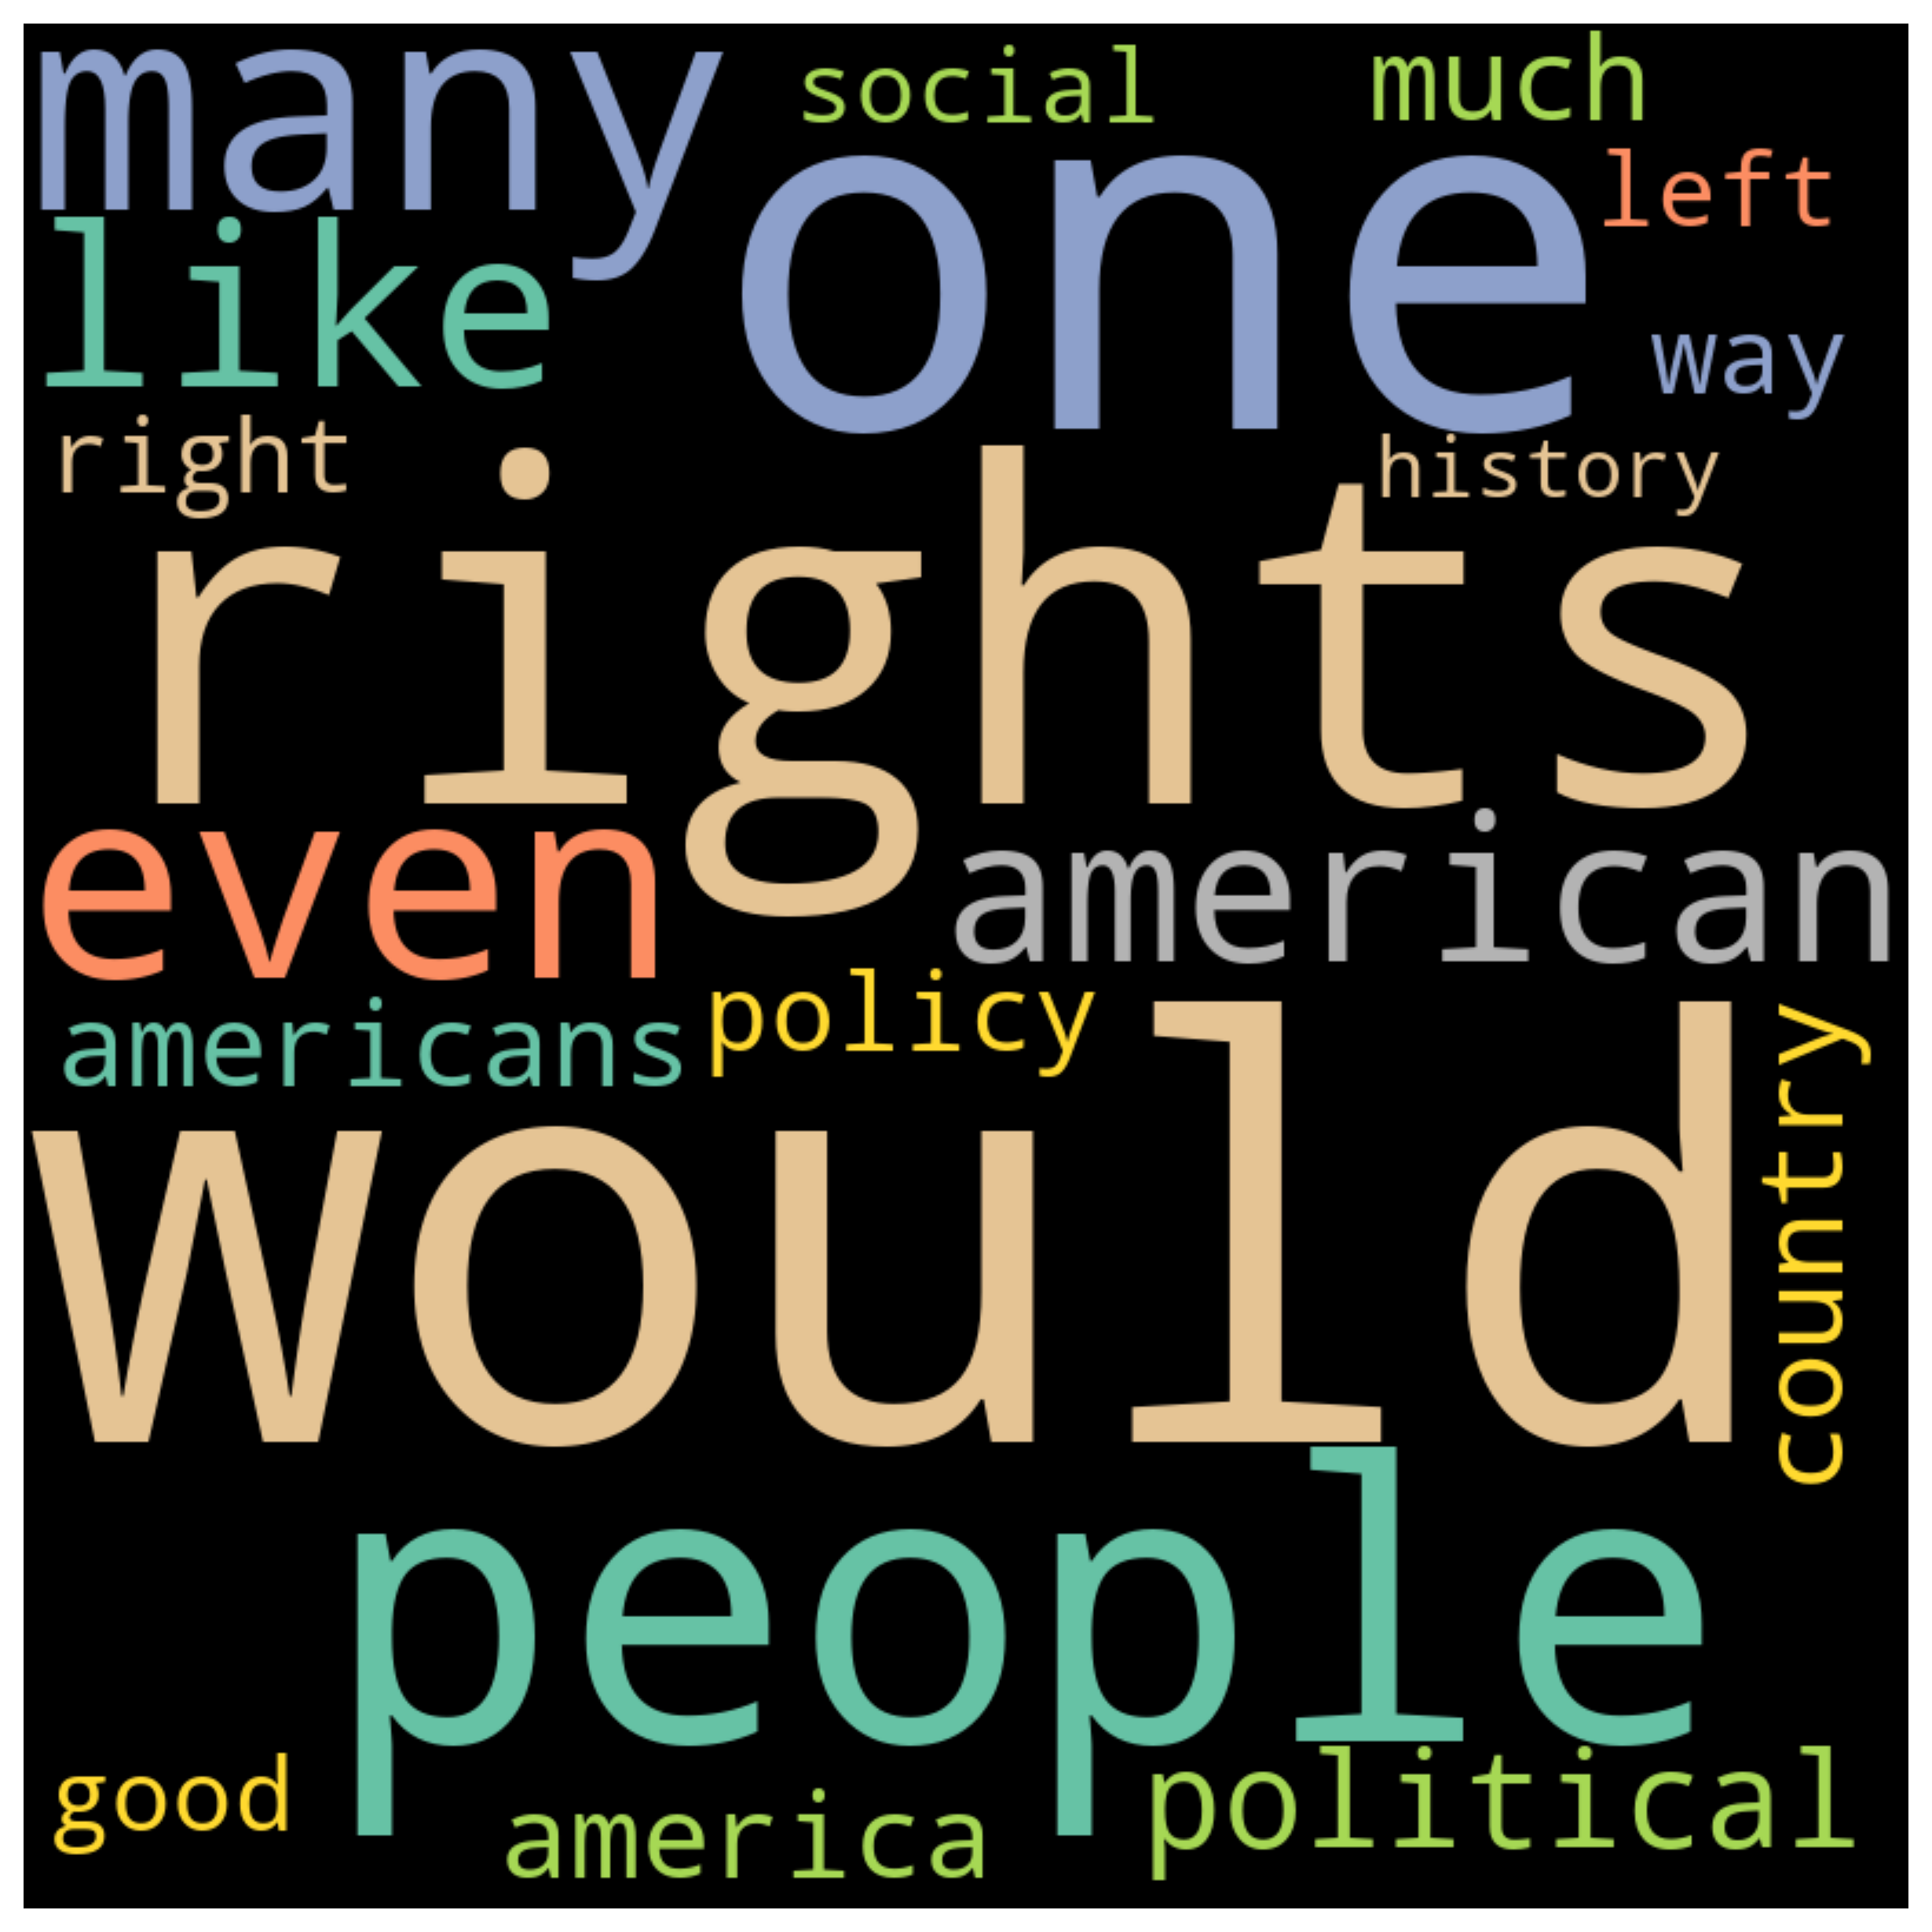 many
social
much
one
left
like
way
right
history
rights
even
american
americans
policy
would
country
people
good
america
political